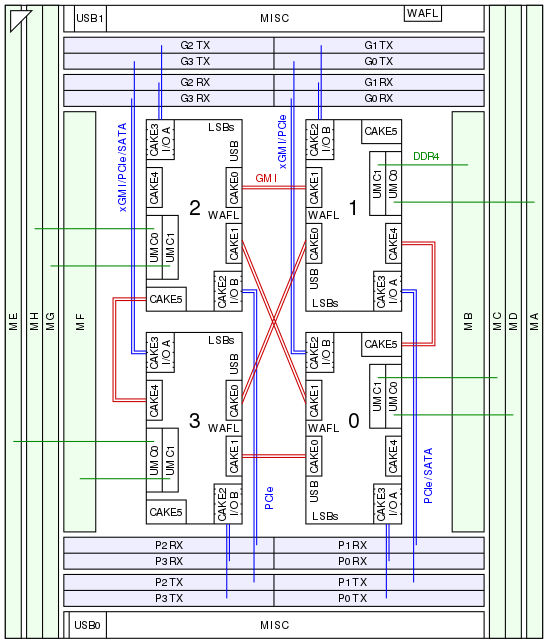 USB1
MISC
WAFL
G2 TX
G1 TX
G3 TX
G0 TX
G2 RX
G1 RX
G3 RX
G0 RX
xGMI/PCIe/SATA
CAKE3
I/O A
LSBs
USB
CAKE4
CAKE0
2
WAFL
UMC0
UMC1
CAKE1
CAKE2
I/O B
CAKE5
GMI
xGMI/PCIe
CAKE2
I/O B
CAKE5
UMC1
UMC0
CAKE1
1
WAFL
CAKE0
CAKE4
USB
CAKE3
I/O A
LSBs
DDR4
CAKE3
I/O A
LSBs
USB
CAKE4
CAKE0
3
WAFL
UMC0
UMC1
CAKE1
CAKE2
I/O B
CAKE5
PCIe
CAKE2
I/O B
CAKE5
UMC1
UMC0
CAKE1
0
WAFL
CAKE0
CAKE4
USB
CAKE3
I/O A
LSBs
PCIe/SATA
ME
MH
MG
MF
MB
MC
MD
MA
P2 RX
P1 RX
P3 RX
P0 RX
P2 TX
P1 TX
P3 TX
P0 TX
USB0
MISC